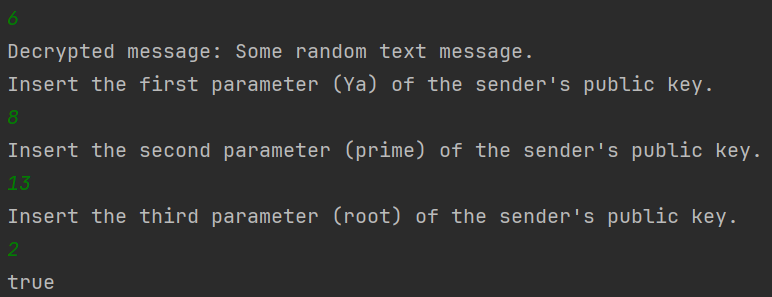 6
Decrypted message: Some random text message.
Insert the first parameter (Ya) of the sender's public key.
8
Insert the second parameter (prime) of the sender's public key.
13
Insert the third parameter (root) of the sender's public key.
2
true